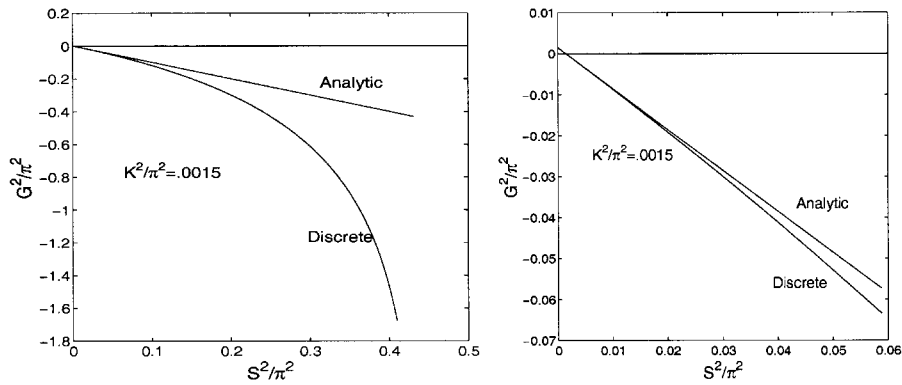 0.2
0
−0.2
−0.4
−0.6
−0.8
−1
−1.2
−1.4
−1.6
−1.8
G²/π²
Analytic
K²/π²=.0015
Discrete
0 0.1 0.2 0.3 0.4 0.5
S²/π²
0.01
0
−0.01
−0.02
−0.03
−0.04
−0.05
−0.06
−0.07
G²/π²
K²/π²=.0015
Analytic
Discrete
0 0.01 0.02 0.03 0.04 0.05 0.06
S²/π²